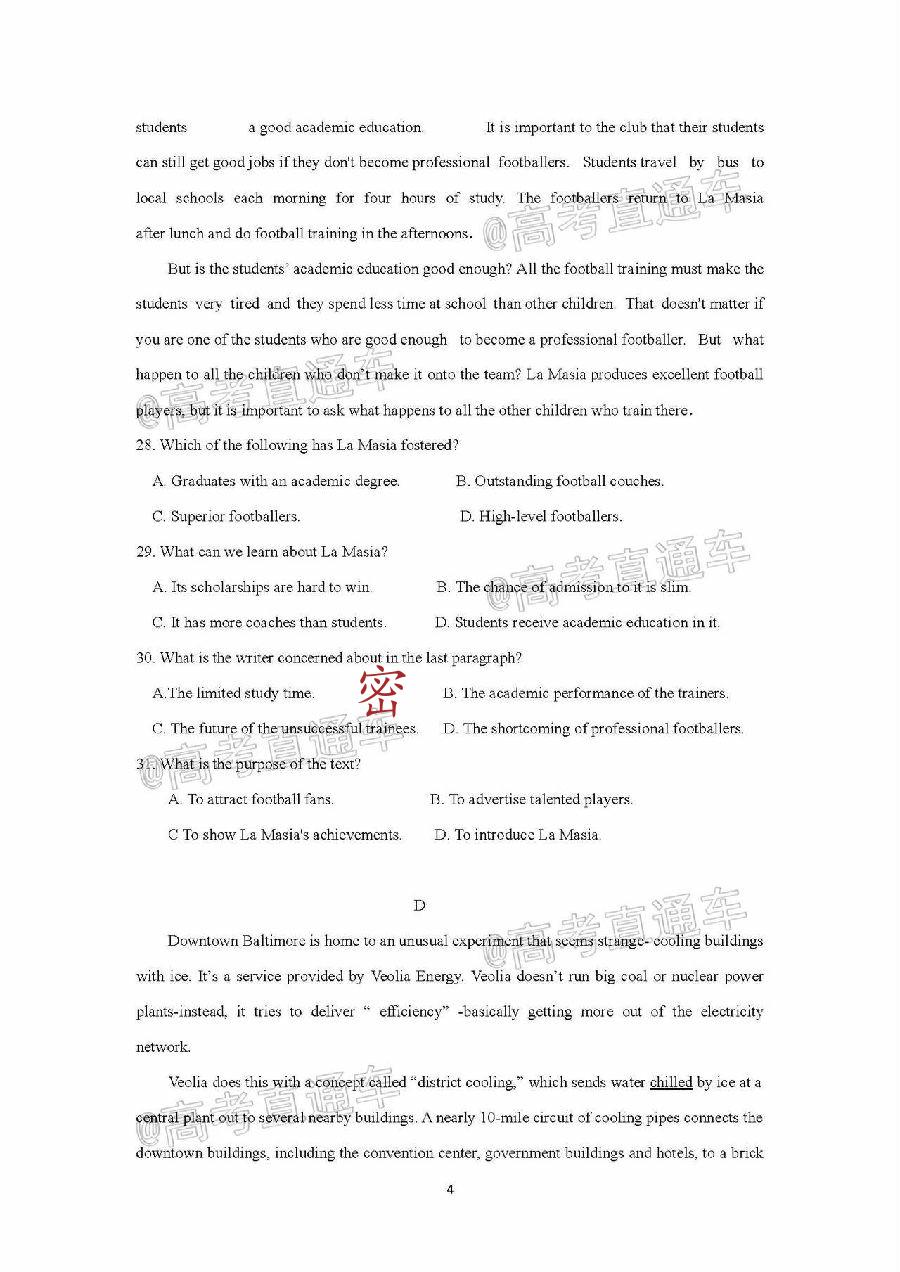 students a good academic education. It is important to the club that their students
can still get good jobs if they don't become professional footballers. Students travel by bus to
local schools each morning for four hours of study. The footballers return to La Masia
after lunch and do football training in the afternoons.
@高考直通车
But is the students' academic education good enough? All the football training must make the
students very tired and they spend less time at school than other children. That doesn't matter if
you are one of the students who are good enough to become a professional footballer. But what
happen to all the children who don't make it onto the team? La Masia produces excellent football
players, but it is important to ask what happens to all the other children who train there.
@高考直通车
28. Which of the following has La Masia fostered?
A. Graduates with an academic degree. B. Outstanding football couches.
C. Superior footballers. D. High-level footballers.
29. What can we learn about La Masia?
@高考直通车
A. Its scholarships are hard to win. B. The chance of admission to it is slim.
C. It has more coaches than students. D. Students receive academic education in it.
30. What is the writer concerned about in the last paragraph?
密
A.The limited study time. B. The academic performance of the trainers.
C. The future of the unsuccessful trainees. D. The shortcoming of professional footballers.
@高考直通车
31. What is the purpose of the text?
A. To attract football fans. B. To advertise talented players.
C To show La Masia's achievements. D. To introduce La Masia.
D
@高考直通车
Downtown Baltimore is home to an unusual experiment that seems strange- cooling buildings
with ice. It's a service provided by Veolia Energy. Veolia doesn't run big coal or nuclear power
plants-instead, it tries to deliver “ efficiency” -basically getting more out of the electricity
network.
Veolia does this with a concept called “district cooling,” which sends water chilled by ice at a
@高考直通车
central plant out to several nearby buildings. A nearly 10-mile circuit of cooling pipes connects the
downtown buildings, including the convention center, government buildings and hotels, to a brick
4